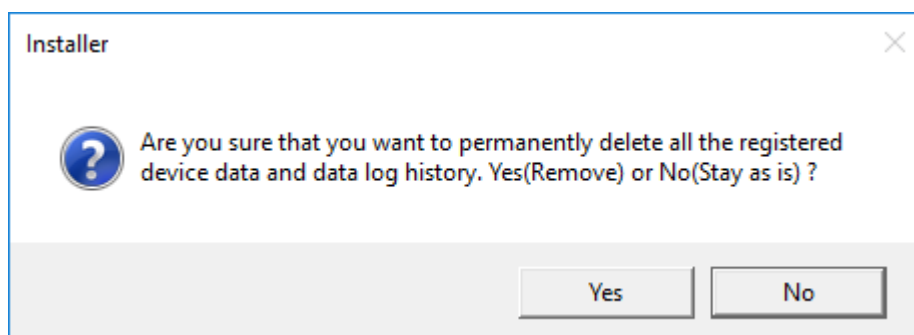 Installer
Are you sure that you want to permanently delete all the registered
device data and data log history. Yes(Remove) or No(Stay as is) ?
Yes
No